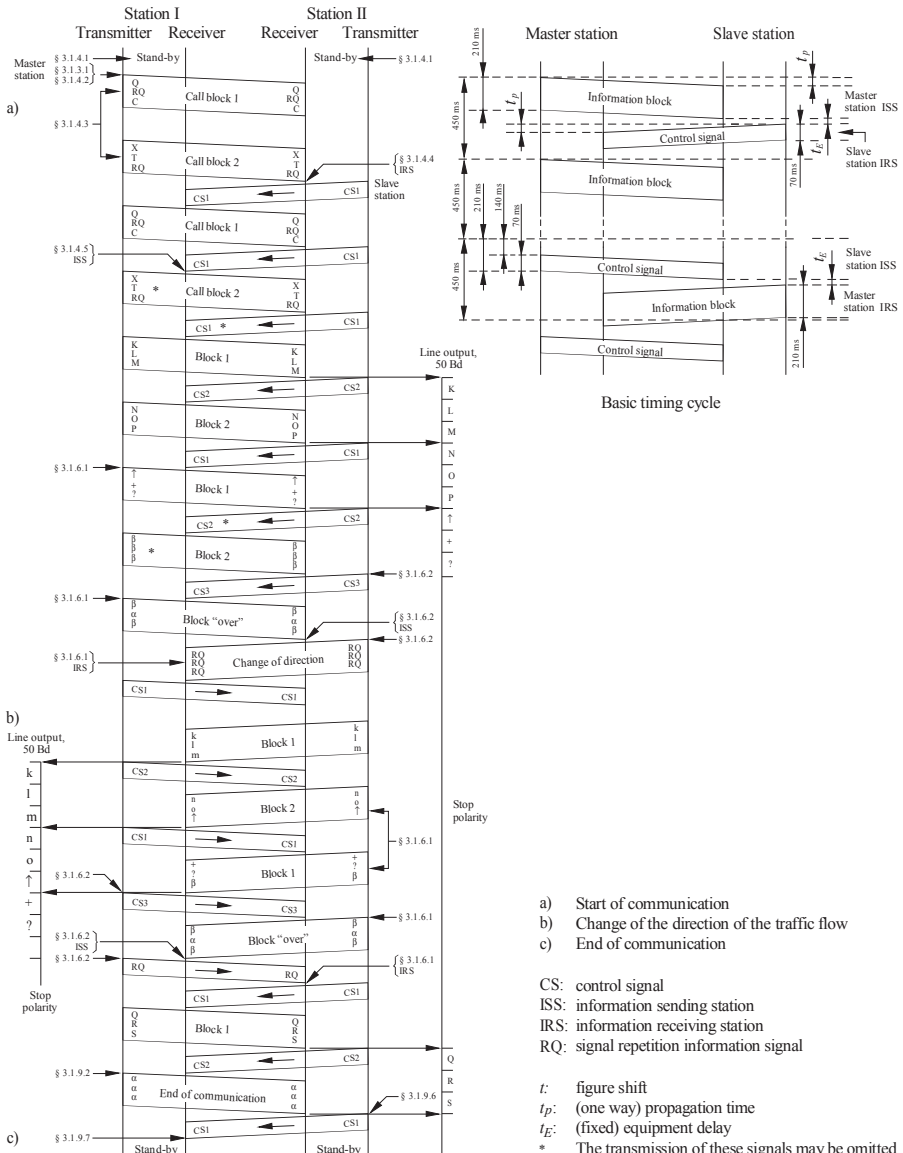 Station I Station II
Transmitter Receiver Receiver Transmitter
§ 3.1.4.1 Stand-by Stand-by § 3.1.4.1
Master station
§ 3.1.3.1
§ 3.1.4.2
a)
Q RQ C Call block 1 Q RQ C
§ 3.1.4.3
X T RQ Call block 2 X T RQ
§ 3.1.4.4 IRS
Slave station
CS1 CS1
Q RQ C Call block 1 Q RQ C
§ 3.1.4.5 ISS
CS1 CS1
X T RQ * Call block 2 X T RQ
CS1 * CS1
K L M Block 1 K L M
Line output, 50 Bd
CS2 CS2
N O P Block 2 N O P
CS1 CS1
§ 3.1.6.1
↑ + ? Block 1 ↑ + ?
CS2 * CS2
K
L
M
N
O
P
↑
+
?
β β β * Block 2 β β β
§ 3.1.6.2
CS3 CS3
§ 3.1.6.1
β α β Block “over” β α β
§ 3.1.6.2 ISS
§ 3.1.6.2
§ 3.1.6.1 IRS
RQ RQ RQ Change of direction RQ RQ RQ
CS1 CS1
b)
Line output, 50 Bd
k l m Block 1 k l m
CS2 CS2
n o ↑ Block 2 n o ↑
Stop polarity
CS1 CS1
§ 3.1.6.1
+ ? β Block 1 + ? β
k
l
m
n
o
↑
+
?
§ 3.1.6.2
CS3 CS3
§ 3.1.6.1
β α β Block “over” β α β
§ 3.1.6.2 ISS
§ 3.1.6.2
RQ RQ
§ 3.1.6.1 IRS
Stop polarity
CS1 CS1
Q R S Block 1 Q R S
CS2 CS2
Q
R
S
§ 3.1.9.2
α α α End of communication α α α
§ 3.1.9.6
CS1 CS1
c)
§ 3.1.9.7
Stand-by Stand-by
Master station Slave station
210 ms
tp
Information block
450 ms
tp
Master station ISS
Control signal
Slave station IRS
tE
70 ms
Information block
450 ms
210 ms
140 ms
70 ms
Control signal
tE
Slave station ISS
450 ms
Information block
Master station IRS
210 ms
Control signal
Basic timing cycle
a) Start of communication
b) Change of the direction of the traffic flow
c) End of communication
CS: control signal
ISS: information sending station
IRS: information receiving station
RQ: signal repetition information signal
t: figure shift
tp: (one way) propagation time
tE: (fixed) equipment delay
* The transmission of these signals may be omitted